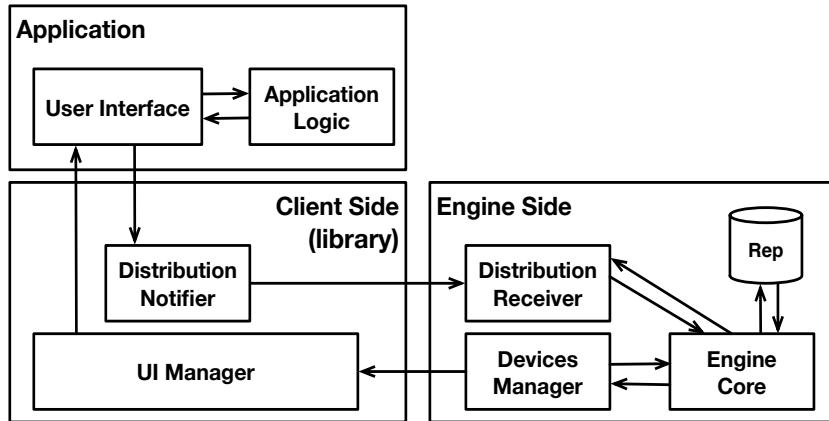 Application
User Interface
Application
Logic
Client Side
(library)
Engine Side
Distribution
Notifier
Distribution
Receiver
Rep
UI Manager
Devices
Manager
Engine
Core